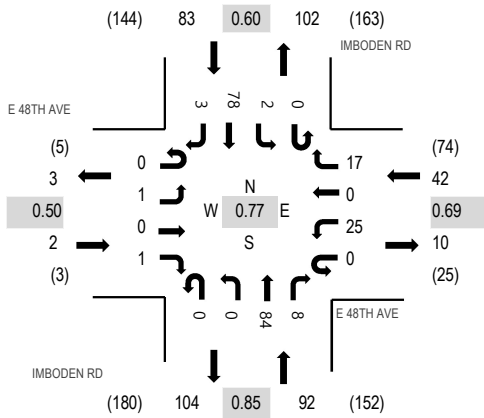 (144) 83 0.60 102 (163)
IMBODEN RD
3 78 2 0
E 48TH AVE
(5) 0 17 (74)
3 42
1 N 0
0.50 W 0.77 E 0.69
0 S 25
2 10
1 0
(3) (25)
0 0 84 8
E 48TH AVE
IMBODEN RD
(180) 104 0.85 92 (152)